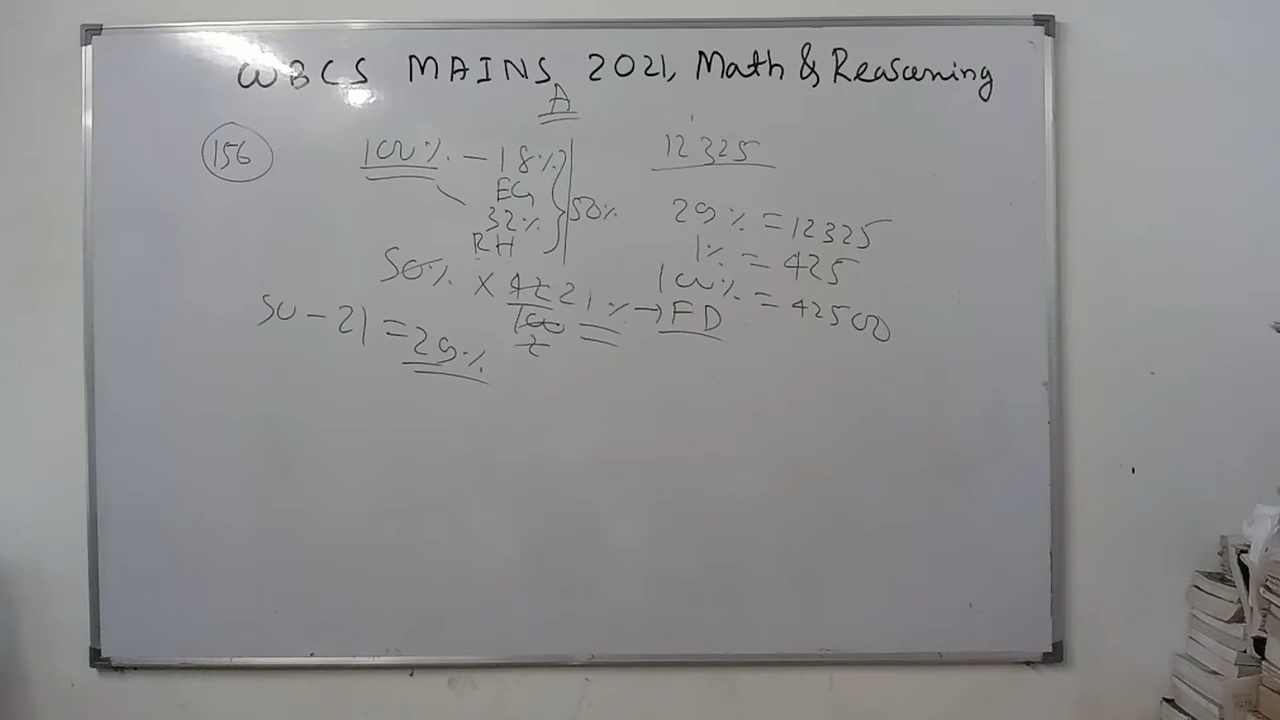 WBCS MAINS 2021, Math & Reasoning
A
156
100% - 18%
EG
32%
RH
50%
50% × 42/100 21% → FD
2
50 - 21 = 29%
12325
29% = 12325
1% = 425
100% = 42500